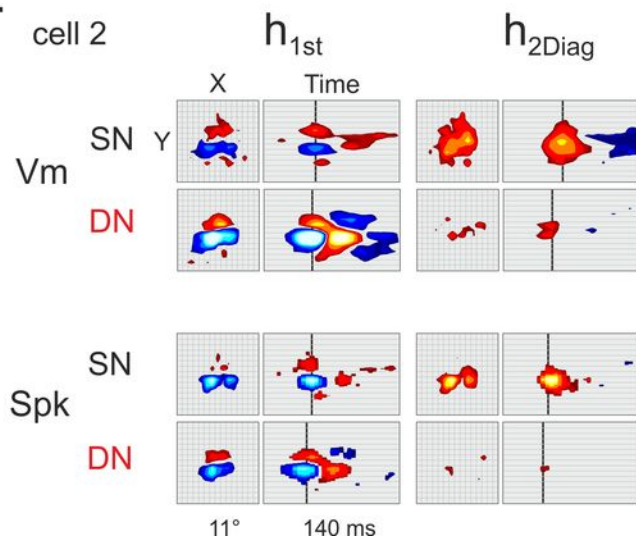 cell 2 h1st h2Diag
X Time
SN Y
Vm
DN
SN
Spk
DN
11° 140 ms